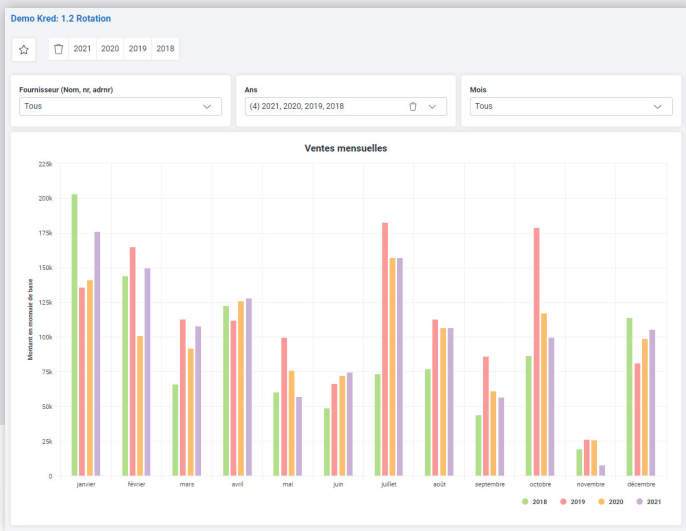 Demo Kred: 1.2 Rotation
2021 2020 2019 2018
Fournisseur (Nom, nr, adrnr) Ans Mois
Tous (4) 2021, 2020, 2019, 2018 Tous
Ventes mensuelles
225k
200k
175k
150k
125k
100k
75k
50k
25k
0
Montant en monnaie de base
janvier février mars avril mai juin juillet août septembre octobre novembre décembre
2018 2019 2020 2021